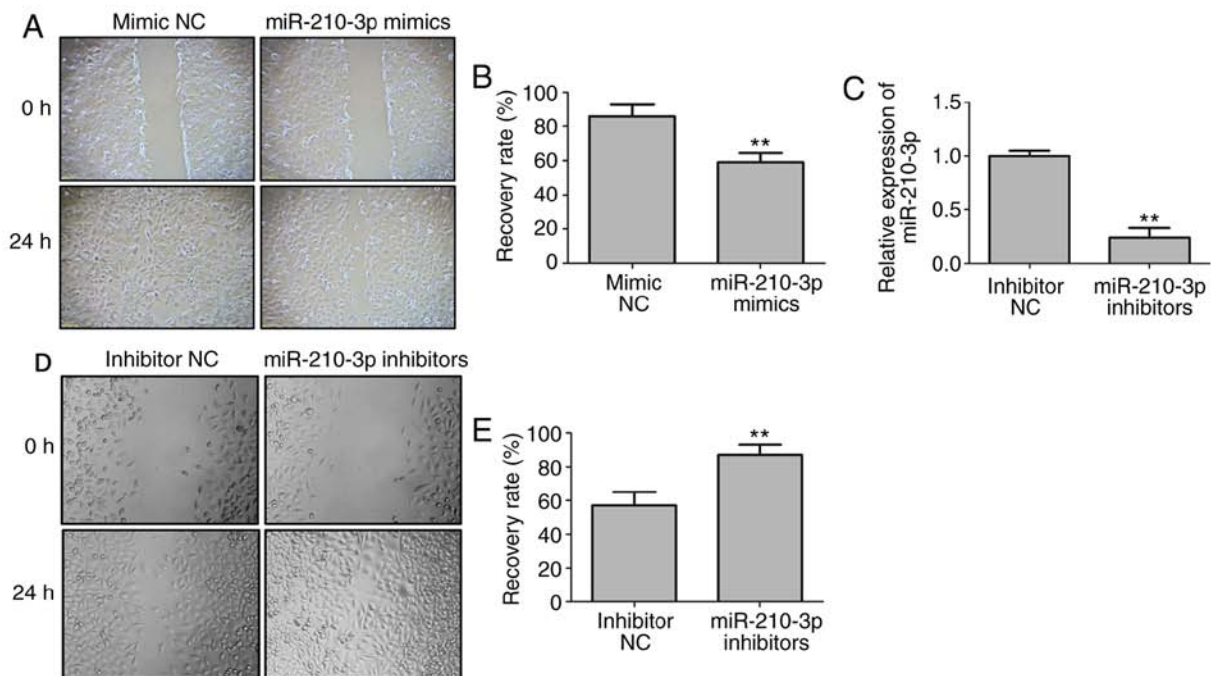 A
Mimic NC
miR-210-3p mimics
0 h
24 h
B
Recovery rate (%)
100
80
60
40
20
0
**
Mimic
NC
miR-210-3p
mimics
C
Relative expression of
miR-210-3p
1.5
1.0
0.5
0.0
**
Inhibitor
NC
miR-210-3p
inhibitors
D
Inhibitor NC
miR-210-3p inhibitors
0 h
24 h
E
Recovery rate (%)
100
80
60
40
20
0
**
Inhibitor
NC
miR-210-3p
inhibitors